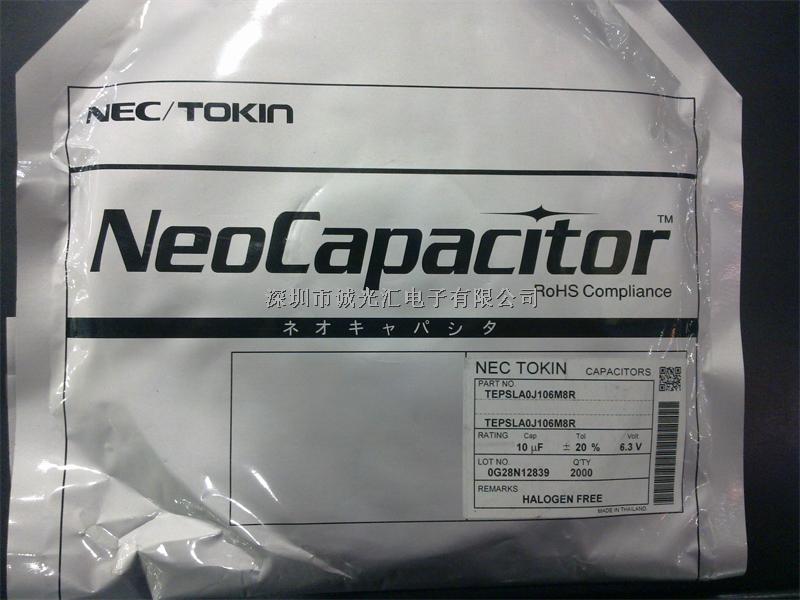 NEC/TOKIN
NeoCapacitor™
RoHS Compliance
深圳市诚光汇电子有限公司
ネオキャパシタ
NEC TOKIN CAPACITORS
PART NO.
TEPSLA0J106M8R
TEPSLA0J106M8R
RATING Cap Tol Volt
10 μF ± 20 % 6.3 V
LOT NO. Q'TY
0G28N12839 2000
REMARKS
HALOGEN FREE
MADE IN THAILAND